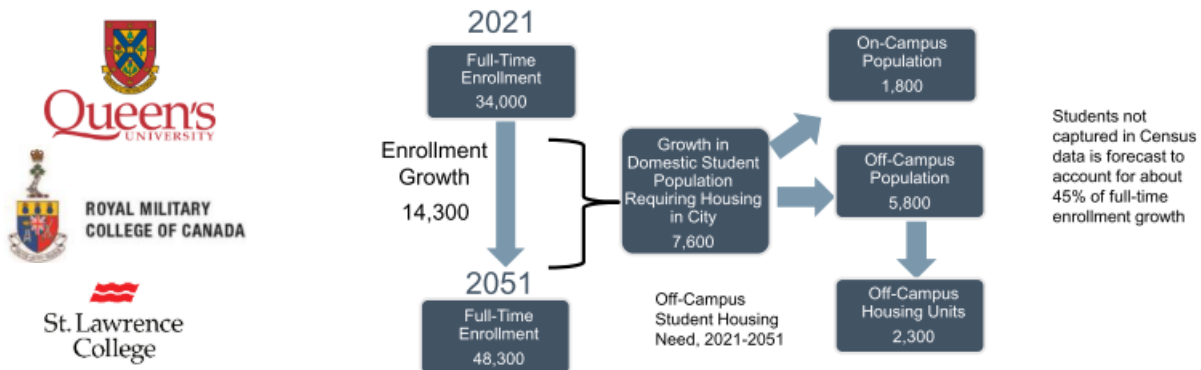 Queen's
UNIVERSITY
ROYAL MILITARY
COLLEGE OF CANADA
St. Lawrence
College
2021
Full-Time
Enrollment
34,000
Enrollment
Growth
14,300
2051
Full-Time
Enrollment
48,300
Growth in
Domestic Student
Population
Requiring Housing
in City
7,600
On-Campus
Population
1,800
Off-Campus
Population
5,800
Off-Campus
Housing Units
2,300
Off-Campus
Student Housing
Need, 2021-2051
Students not
captured in Census
data is forecast to
account for about
45% of full-time
enrollment growth